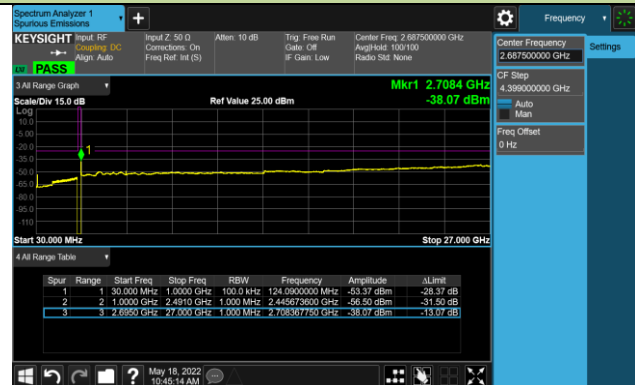 Spectrum Analyzer 1
Spurious Emissions
Frequency
KEYSIGHT Input: RF Input Z: 50 Ω Atten: 10 dB Trig: Free Run Center Freq: 2.687500000 GHz
Coupling: DC Corrections: On Gate: Off Avg|Hold: 100/100
Align: Auto Freq Ref: Int (S) IF Gain: Low Radio Std: None
PASS
Center Frequency
2.687500000 GHz
Settings
CF Step
4.399000000 GHz
Auto
Man
Freq Offset
0 Hz
3 All Range Graph
Mkr1 2.7084 GHz
Scale/Div 15.0 dB Ref Value 25.00 dBm -38.07 dBm
Log
10.0
-5.00
-20.0
-35.0
-50.0
-65.0
-80.0
-95.0
-110
1
Start 30.000 MHz Stop 27.000 GHz
4 All Range Table
Spur Range Start Freq Stop Freq RBW Frequency Amplitude ΔLimit
1 1 30.000 MHz 1.0000 GHz 100.0 kHz 124.0900000 MHz -53.37 dBm -28.37 dB
2 2 1.0000 GHz 2.4910 GHz 1.000 MHz 2.445673600 GHz -56.50 dBm -31.50 dB
3 3 2.6950 GHz 27.000 GHz 1.000 MHz 2.708367750 GHz -38.07 dBm -13.07 dB
May 18, 2022
10:45:14 AM